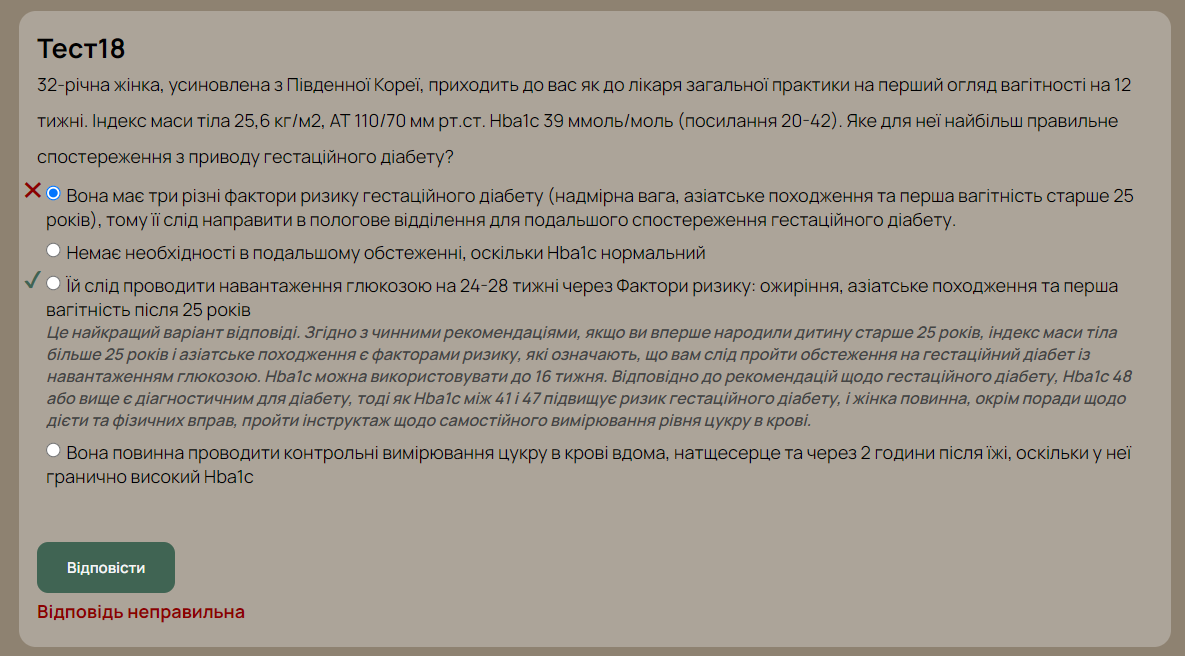 Тест18
32-річна жінка, усиновлена з Південної Кореї, приходить до вас як до лікаря загальної практики на перший огляд вагітності на 12
тижні. Індекс маси тіла 25,6 кг/м2, АТ 110/70 мм рт.ст. Hba1c 39 ммоль/моль (посилання 20-42). Яке для неї найбільш правильне
спостереження з приводу гестаційного діабету?
Вона має три різні фактори ризику гестаційного діабету (надмірна вага, азіатське походження та перша вагітність старше 25
років), тому її слід направити в пологове відділення для подальшого спостереження гестаційного діабету.
Немає необхідності в подальшому обстеженні, оскільки Hba1c нормальний
Їй слід проводити навантаження глюкозою на 24-28 тижні через Фактори ризику: ожиріння, азіатське походження та перша
вагітність після 25 років
Це найкращий варіант відповіді. Згідно з чинними рекомендаціями, якщо ви вперше народили дитину старше 25 років, індекс маси тіла
більше 25 років і азіатське походження є факторами ризику, які означають, що вам слід пройти обстеження на гестаційний діабет із
навантаженням глюкозою. Hba1c можна використовувати до 16 тижня. Відповідно до рекомендацій щодо гестаційного діабету, Hba1c 48
або вище є діагностичним для діабету, тоді як Hba1c між 41 і 47 підвищує ризик гестаційного діабету, і жінка повинна, окрім поради щодо
дієти та фізичних вправ, пройти інструктаж щодо самостійного вимірювання рівня цукру в крові.
Вона повинна проводити контрольні вимірювання цукру в крові вдома, натщесерце та через 2 години після їжі, оскільки у неї
гранично високий Hba1c
Відповісти
Відповідь неправильна